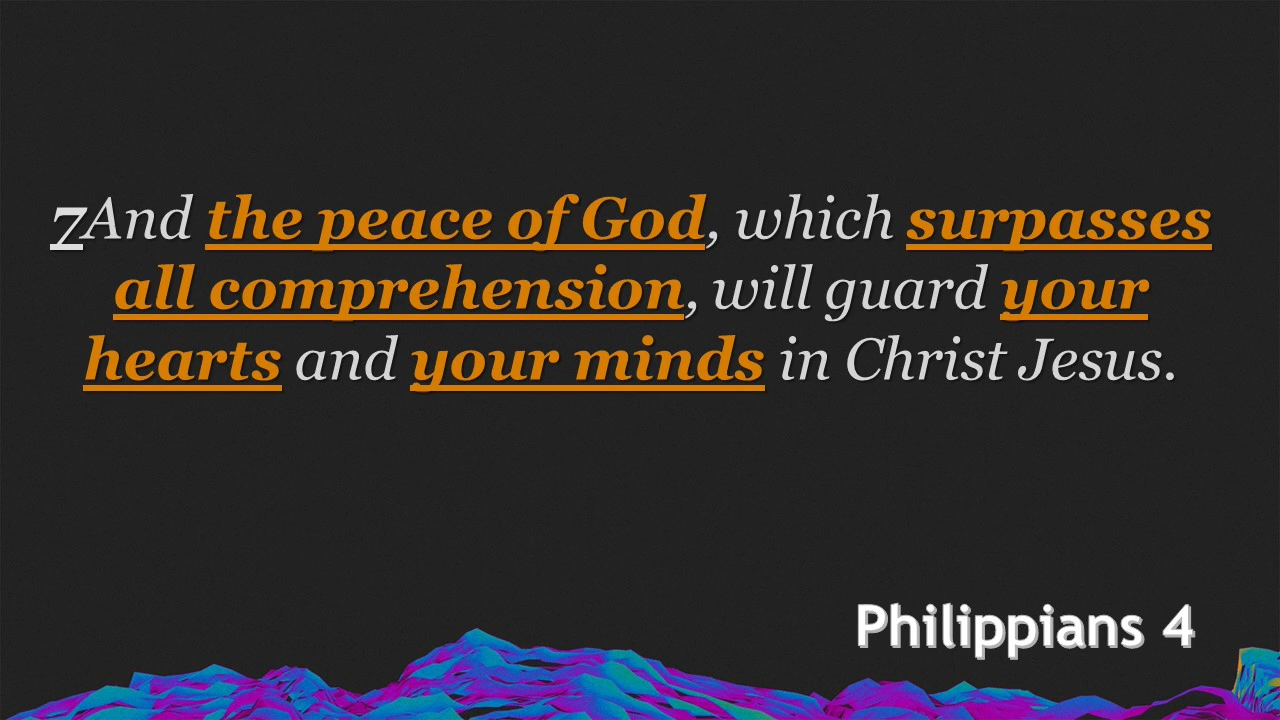 7And the peace of God, which surpasses
all comprehension, will guard your
hearts and your minds in Christ Jesus.
Philippians 4